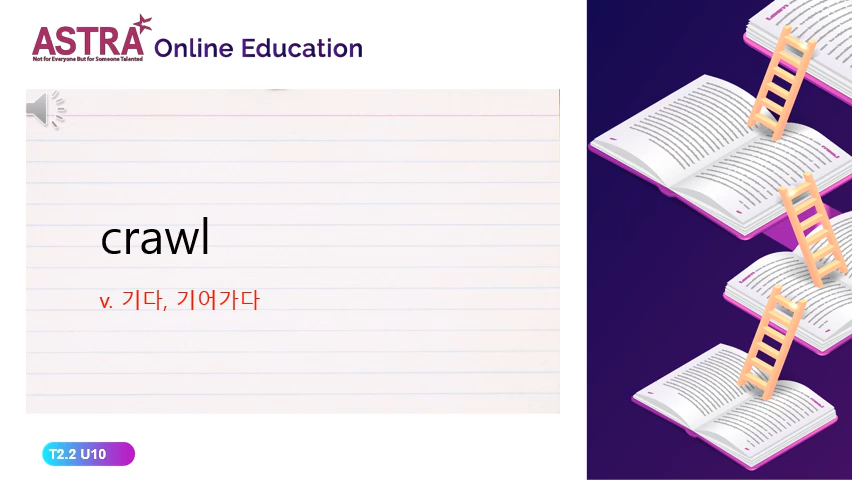 ASTRA
Not for Everyone But for Someone Talented
Online Education
crawl
v. 기다, 기어가다
T2.2 U10